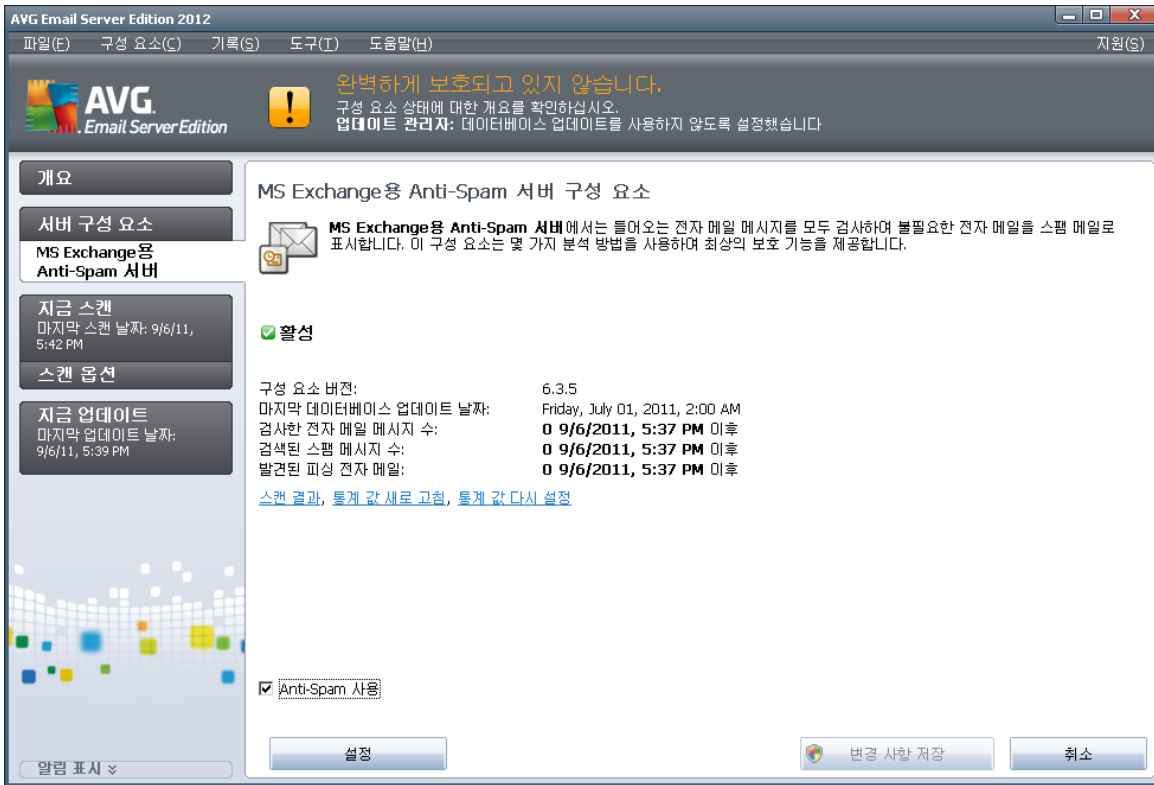 AVG Email Server Edition 2012
파일(F) 구성 요소(C) 기록(S) 도구(T) 도움말(H) 지원(S)
AVG.
Email Server Edition
완벽하게 보호되고 있지 않습니다.
구성 요소 상태에 대한 개요를 확인하십시오.
업데이트 관리자: 데이터베이스 업데이트를 사용하지 않도록 설정했습니다
개요
서버 구성 요소
MS Exchange용
Anti-Spam 서버
지금 스캔
마지막 스캔 날짜: 9/6/11,
5:42 PM
스캔 옵션
지금 업데이트
마지막 업데이트 날짜:
9/6/11, 5:39 PM
알림 표시
MS Exchange용 Anti-Spam 서버 구성 요소
MS Exchange용 Anti-Spam 서버에서는 들어오는 전자 메일 메시지를 모두 검사하여 불필요한 전자 메일을 스팸 메일로
표시합니다. 이 구성 요소는 몇 가지 분석 방법을 사용하여 최상의 보호 기능을 제공합니다.
활성
구성 요소 버전: 6.3.5
마지막 데이터베이스 업데이트 날짜: Friday, July 01, 2011, 2:00 AM
검사한 전자 메일 메시지 수: 0 9/6/2011, 5:37 PM 이후
검색된 스팸 메시지 수: 0 9/6/2011, 5:37 PM 이후
발견된 피싱 전자 메일: 0 9/6/2011, 5:37 PM 이후
스캔 결과, 통계 값 새로 고침, 통계 값 다시 설정
Anti-Spam 사용
설정 변경 사항 저장 취소